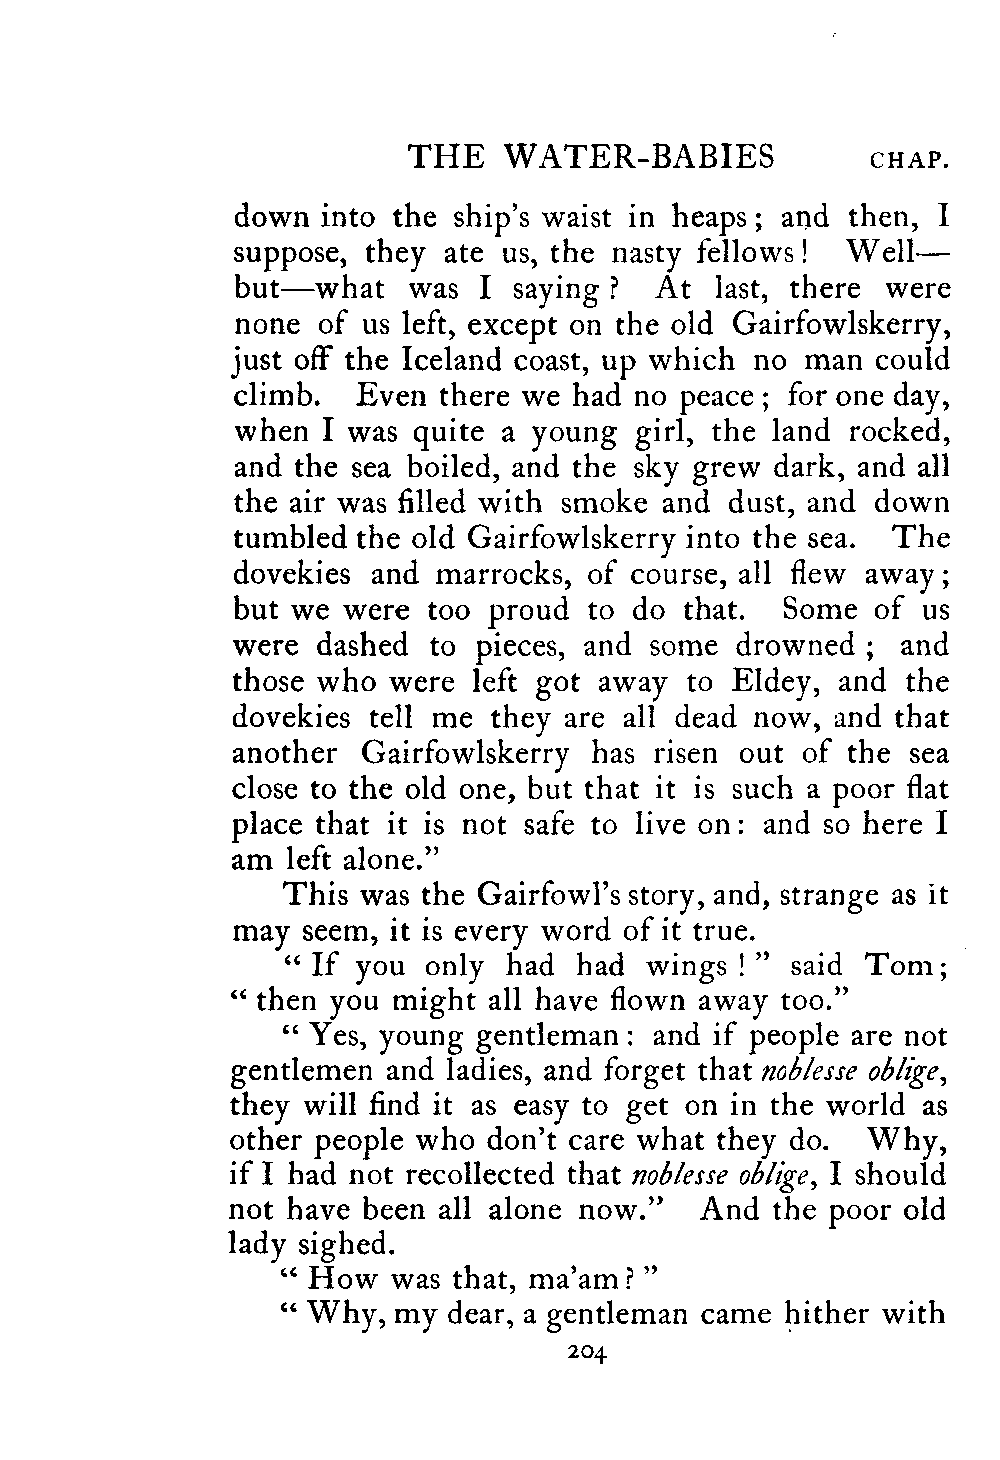 THE WATER-BABIES CHAP.
down into the ship's waist in heaps; and then, I
suppose, they ate us, the nasty fellows! Well—
but—what was I saying? At last, there were
none of us left, except on the old Gairfowlskerry,
just off the Iceland coast, up which no man could
climb. Even there we had no peace; for one day,
when I was quite a young girl, the land rocked,
and the sea boiled, and the sky grew dark, and all
the air was filled with smoke and dust, and down
tumbled the old Gairfowlskerry into the sea. The
dovekies and marrocks, of course, all flew away;
but we were too proud to do that. Some of us
were dashed to pieces, and some drowned; and
those who were left got away to Eldey, and the
dovekies tell me they are all dead now, and that
another Gairfowlskerry has risen out of the sea
close to the old one, but that it is such a poor flat
place that it is not safe to live on: and so here I
am left alone."
This was the Gairfowl's story, and, strange as it
may seem, it is every word of it true.
"If you only had had wings!" said Tom;
"then you might all have flown away too."
"Yes, young gentleman: and if people are not
gentlemen and ladies, and forget that noblesse oblige,
they will find it as easy to get on in the world as
other people who don't care what they do. Why,
if I had not recollected that noblesse oblige, I should
not have been all alone now." And the poor old
lady sighed.
"How was that, ma'am?"
"Why, my dear, a gentleman came hither with
204